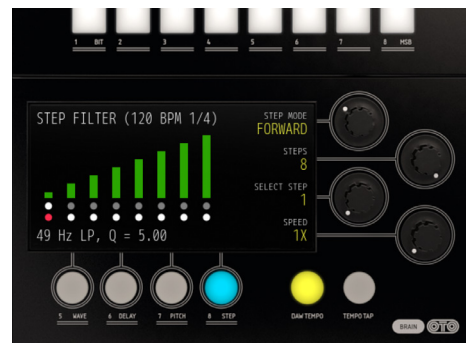 1 BIT 2 3 4 5 6 7 8 MSB
STEP FILTER (120 BPM 1/4)
STEP MODE
FORWARD
STEPS
8
SELECT STEP
1
SPEED
1X
49 Hz LP, Q = 5.00
5 WAVE 6 DELAY 7 PITCH 8 STEP
DAW TEMPO TEMPO TAP
BRAIN OTO